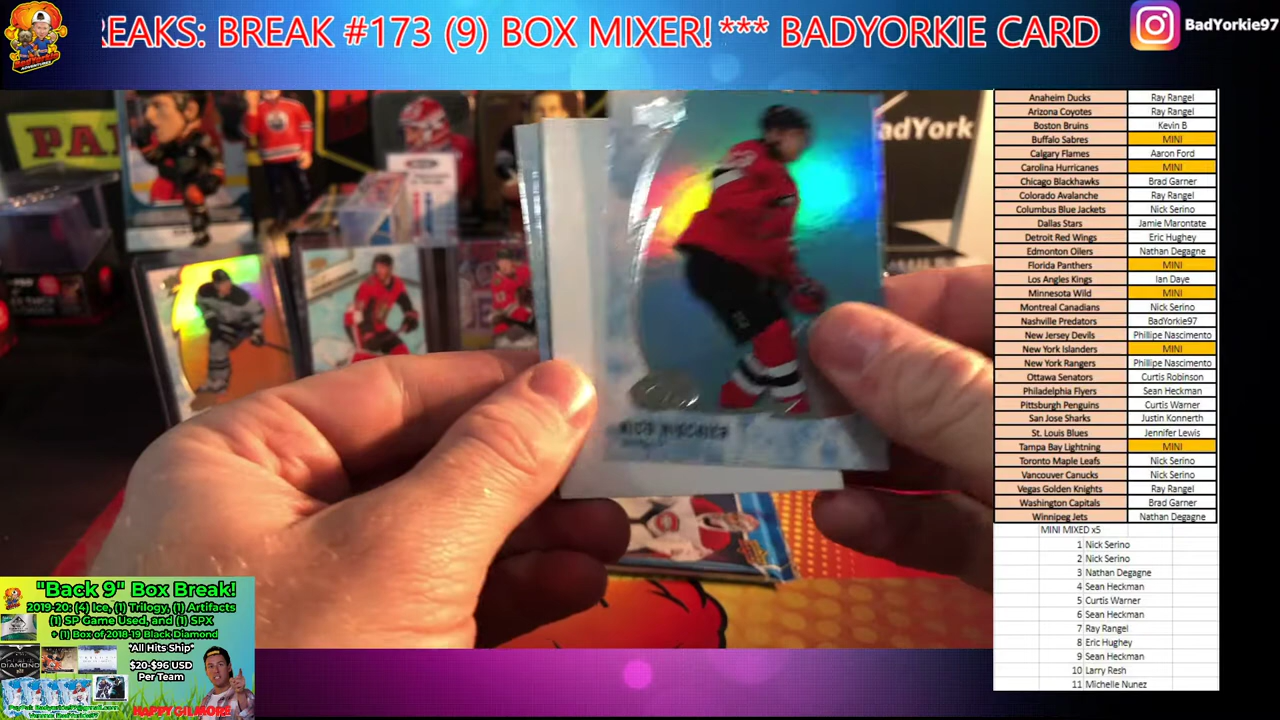 REAKS: BREAK #173 (9) BOX MIXER! *** BADYORKIE CARD
BadYorkie97
BadYorkie
PAN
adYork
Anaheim Ducks Ray Rangel
Arizona Coyotes Ray Rangel
Boston Bruins Kevin B
Buffalo Sabres MINI
Calgary Flames Aaron Ford
Carolina Hurricanes MINI
Chicago Blackhawks Brad Garner
Colorado Avalanche Ray Rangel
Columbus Blue Jackets Nick Serino
Dallas Stars Jamie Marontate
Detroit Red Wings Eric Hughey
Edmonton Oilers Nathan Degagne
Florida Panthers MINI
Los Angeles Kings Ian Daye
Minnesota Wild MINI
Montreal Canadiens Nick Serino
Nashville Predators BadYorkie97
New Jersey Devils Phillipe Nascimento
New York Islanders MINI
New York Rangers Phillipe Nascimento
Ottawa Senators Curtis Robinson
Philadelphia Flyers Sean Heckman
Pittsburgh Penguins Curtis Warner
San Jose Sharks Justin Konnerth
St. Louis Blues Jennifer Lewis
Tampa Bay Lightning MINI
Toronto Maple Leafs Nick Serino
Vancouver Canucks Nick Serino
Vegas Golden Knights Ray Rangel
Washington Capitals Brad Garner
Winnipeg Jets Nathan Degagne
MINI MIXED x5
1 Nick Serino
2 Nick Serino
3 Nathan Degagne
4 Sean Heckman
5 Curtis Warner
6 Sean Heckman
7 Ray Rangel
8 Eric Hughey
9 Sean Heckman
10 Larry Resh
11 Michelle Nunez
"Back 9" Box Break!
2019-20: (4) Ice, (1) Trilogy, (1) Artifacts
(1) SP Game Used, and (1) SPX
+ (1) Box of 2018-19 Black Diamond
*All Hits Ship*
$20-$96 USD
Per Team
DIAMOND
HAPPY GILMORE